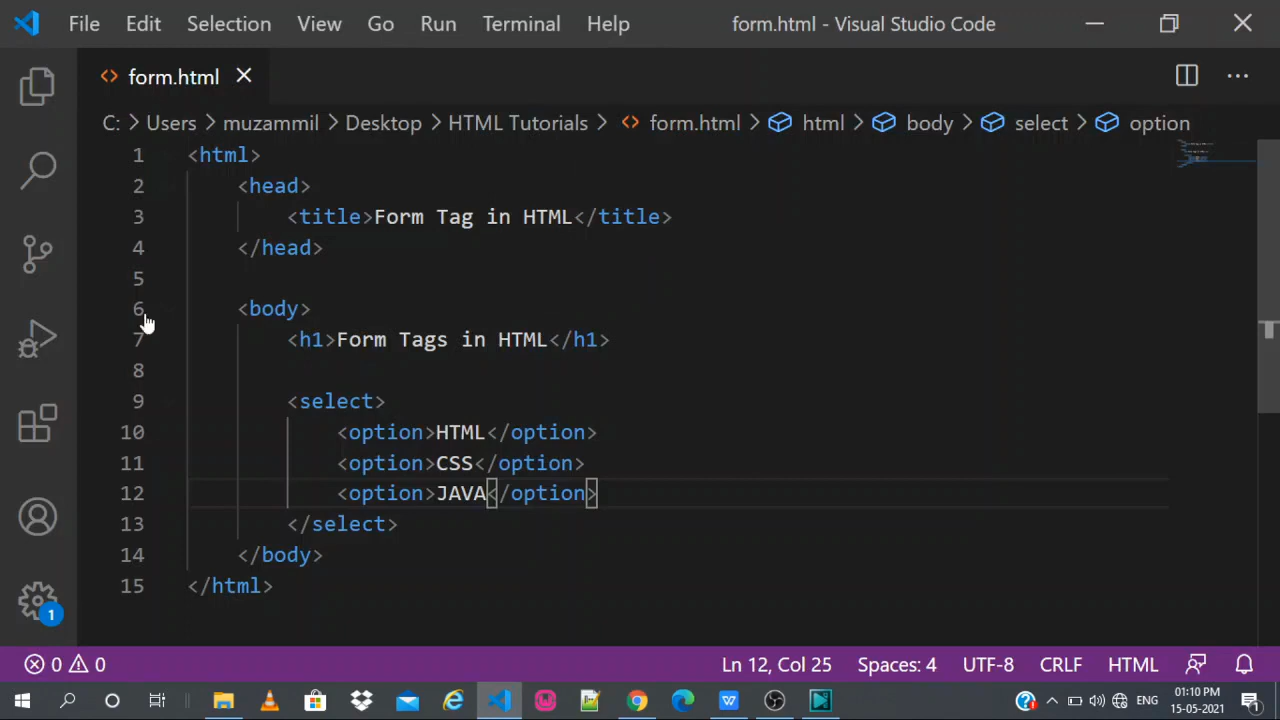 File Edit Selection View Go Run Terminal Help form.html - Visual Studio Code
form.html
C: > Users > muzammil > Desktop > HTML Tutorials > form.html > html > body > select > option
1 <html>
2 <head>
3 <title>Form Tag in HTML</title>
4 </head>
5
6 <body>
7 <h1>Form Tags in HTML</h1>
8
9 <select>
10 <option>HTML</option>
11 <option>CSS</option>
12 <option>JAVA</option>
13 </select>
14 </body>
15 </html>
1
0 0 Ln 12, Col 25 Spaces: 4 UTF-8 CRLF HTML
ENG 01:10 PM
15-05-2021 1